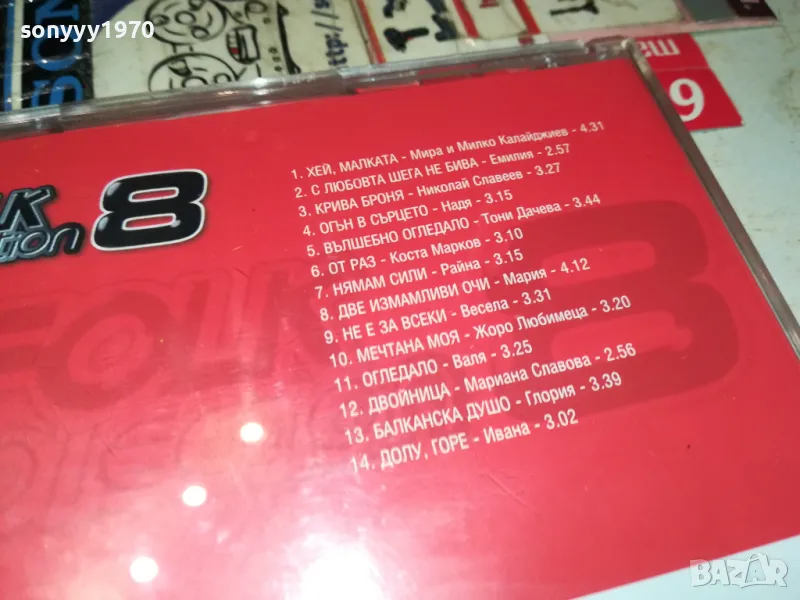 sonyyy1970
SON
http://s
9
8
1. ХЕЙ, МАЛКАТА - Мира и Милко Калайджиев - 4.31
2. С ЛЮБОВТА ШЕГА НЕ БИВА - Емилия - 2.57
3. КРИВА БРОНЯ - Николай Славеев - 3.27
4. ОГЪН В СЪРЦЕТО - Надя - 3.15
5. ВЪЛШЕБНО ОГЛЕДАЛО - Тони Дачева - 3.44
6. ОТ РАЗ - Коста Марков - 3.10
7. НЯМАМ СИЛИ - Райна - 3.15
8. ДВЕ ИЗМАМЛИВИ ОЧИ - Мария - 4.12
9. НЕ Е ЗА ВСЕКИ - Весела - 3.31
10. МЕЧТАНА МОЯ - Жоро Любимеца - 3.20
11. ОГЛЕДАЛО - Валя - 3.25
12. ДВОЙНИЦА - Мариана Славова - 2.56
13. БАЛКАНСКА ДУШО - Глория - 3.39
14. ДОЛУ, ГОРЕ - Ивана - 3.02
FOLK 8
BAZAR